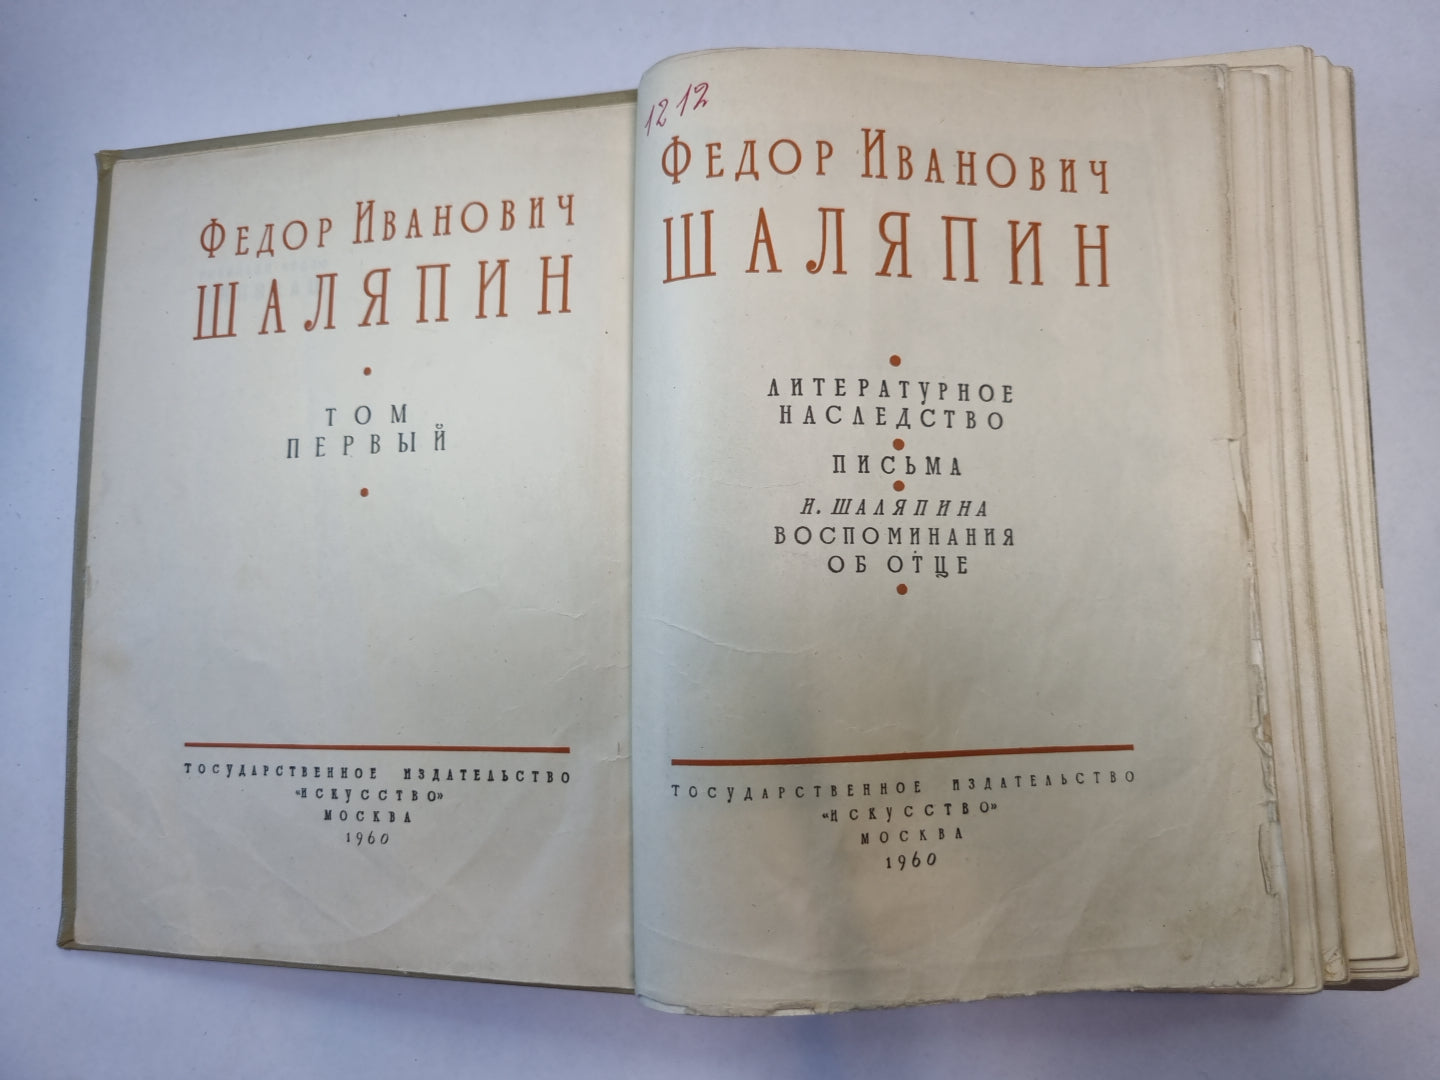 ФЕДОР ИВАНОВИЧ
ШАЛЯПИН
ТОМ
ПЕРВЫЙ
ГОСУДАРСТВЕННОЕ ИЗДАТЕЛЬСТВО
«ИСКУССТВО»
МОСКВА
1960
1212
ФЕДОР ИВАНОВИЧ
ШАЛЯПИН
ЛИТЕРАТУРНОЕ
НАСЛЕДСТВО
ПИСЬМА
И. ШАЛЯПИНА
ВОСПОМИНАНИЯ
ОБ ОТЦЕ
ГОСУДАРСТВЕННОЕ ИЗДАТЕЛЬСТВО
«ИСКУССТВО»
МОСКВА
1960